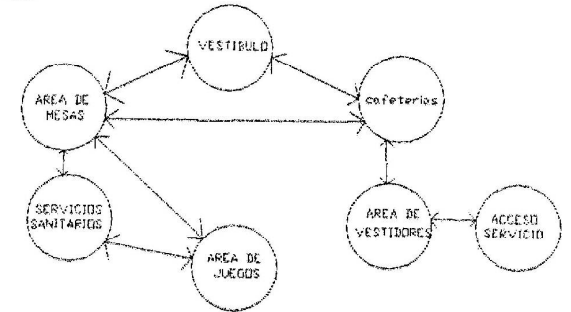 VESTIBULO
AREA DE
MESAS
cafeterias
SERVICIOS
SANITARIOS
AREA DE
JUEGOS
AREA DE
VESTIDORES
ACCESO
SERVICIO